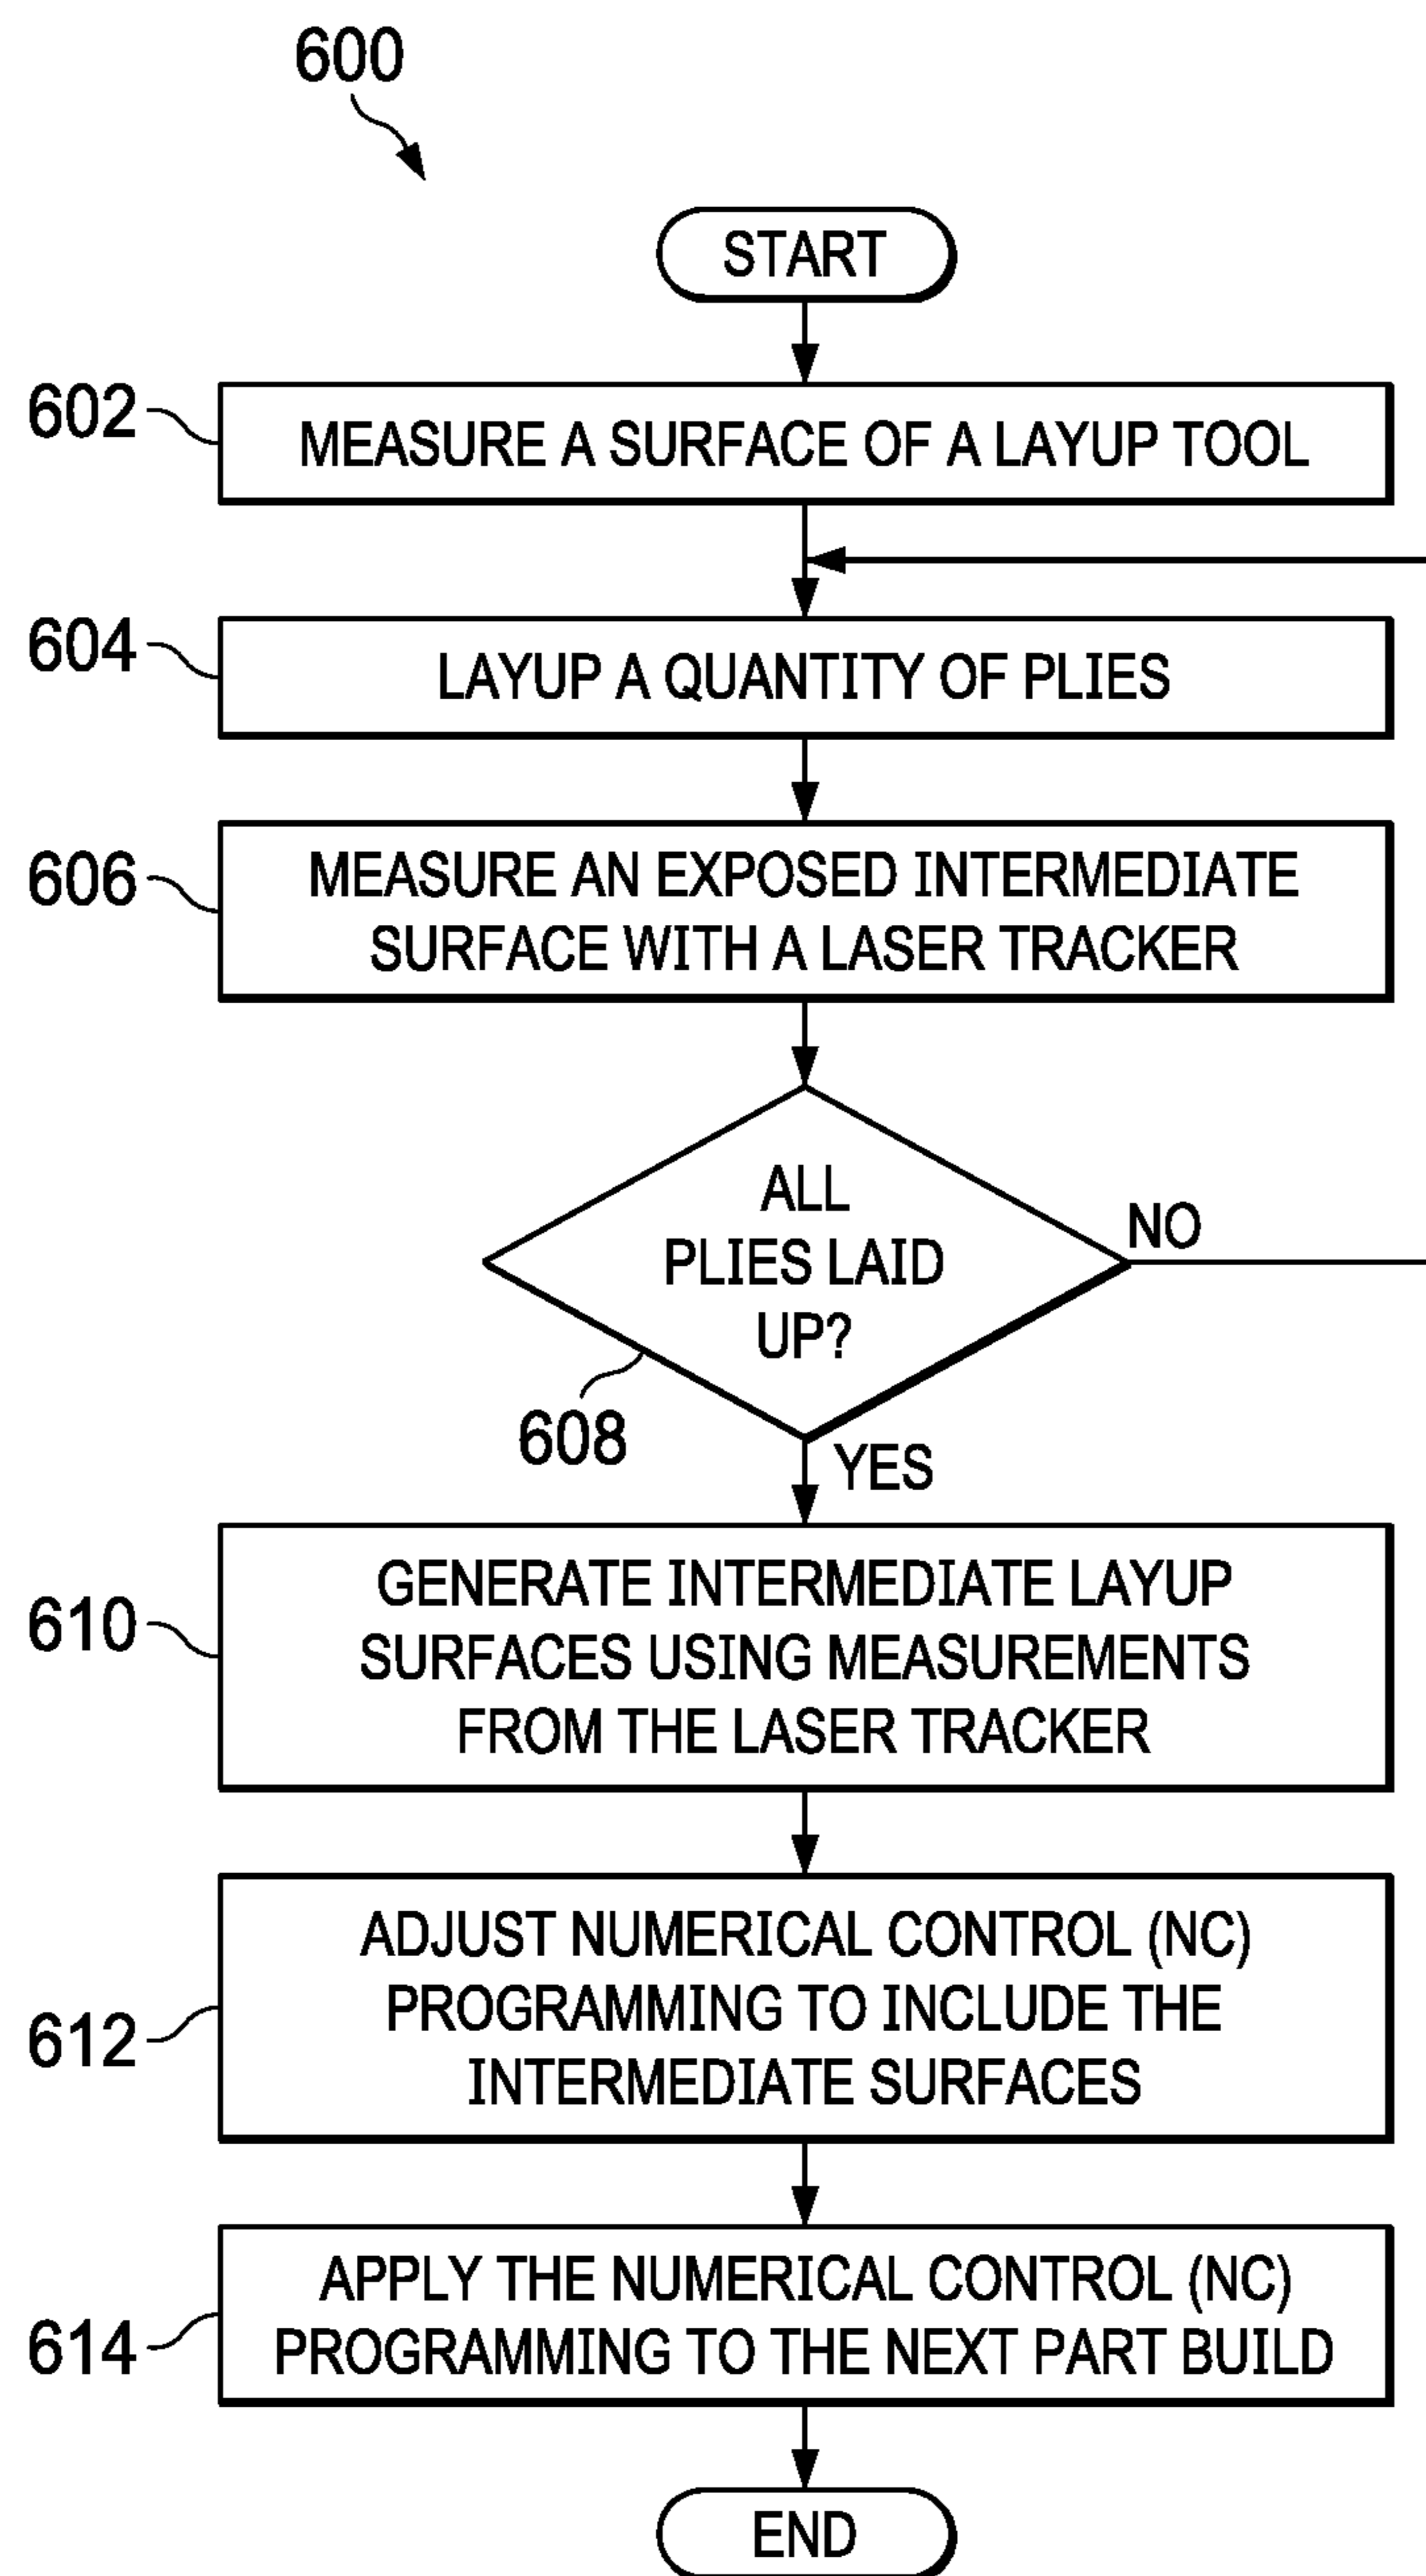 600
START
602
MEASURE A SURFACE OF A LAYUP TOOL
604
LAYUP A QUANTITY OF PLIES
606
MEASURE AN EXPOSED INTERMEDIATE
SURFACE WITH A LASER TRACKER
ALL
PLIES LAID
UP?
NO
608
YES
610
GENERATE INTERMEDIATE LAYUP
SURFACES USING MEASUREMENTS
FROM THE LASER TRACKER
612
ADJUST NUMERICAL CONTROL (NC)
PROGRAMMING TO INCLUDE THE
INTERMEDIATE SURFACES
614
APPLY THE NUMERICAL CONTROL (NC)
PROGRAMMING TO THE NEXT PART BUILD
END